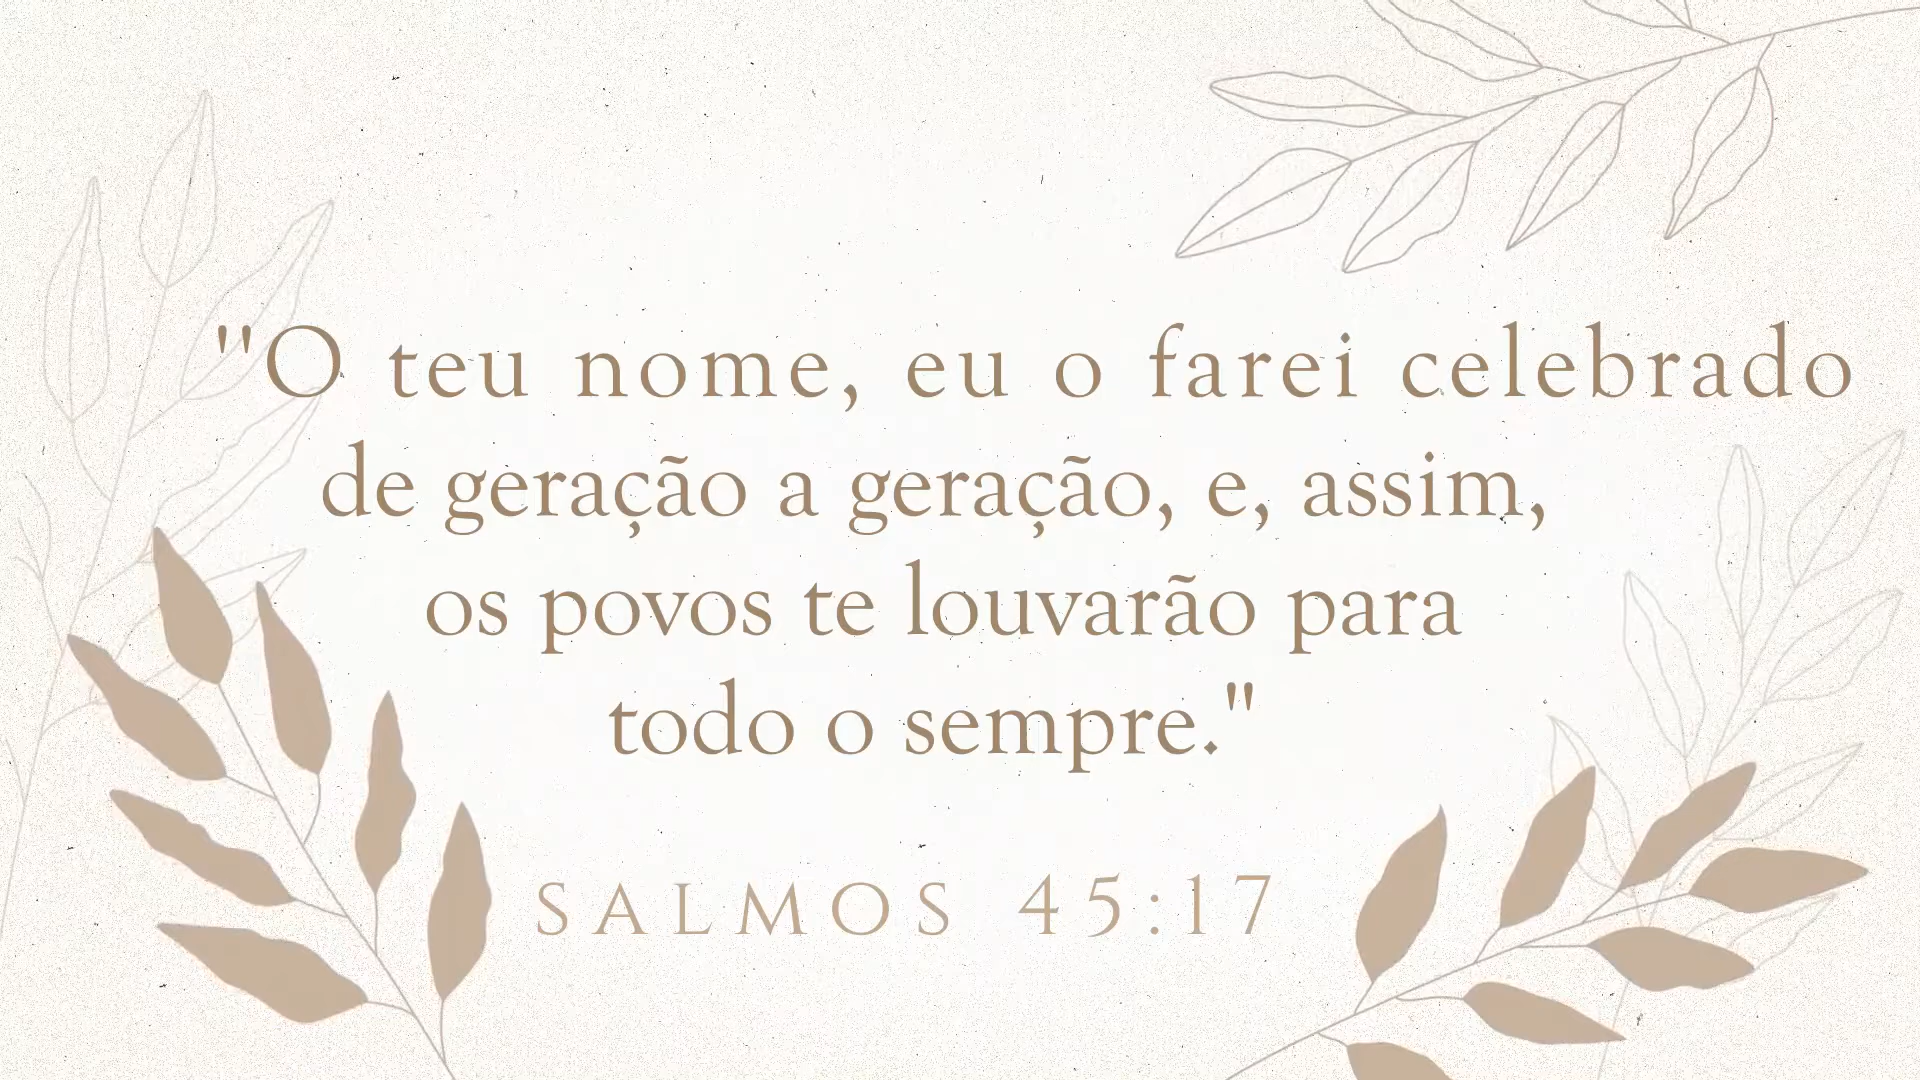 "O teu nome, eu o farei celebrado
de geração a geração, e, assim,
os povos te louvarão para
todo o sempre."
SALMOS 45:17